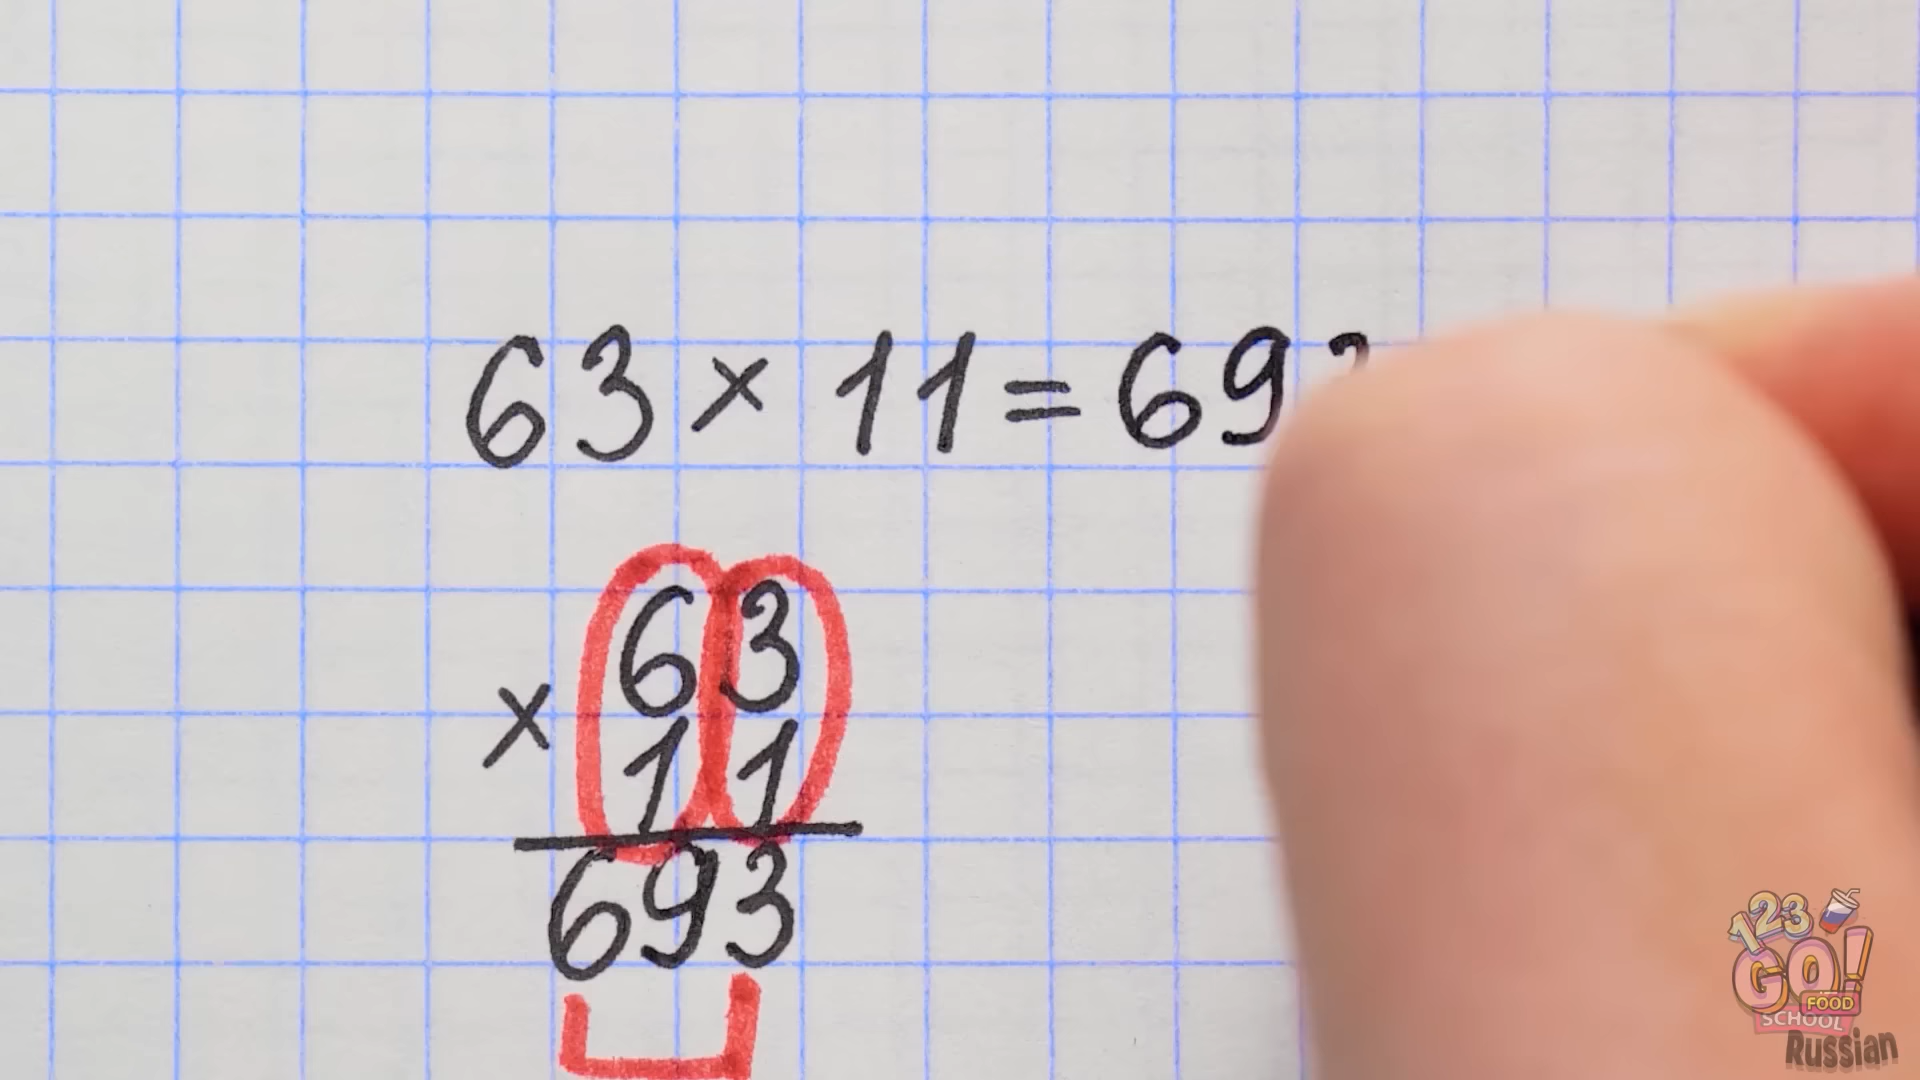 63 × 11 = 69
63
× 11
693
123
GO!
FOOD
SCHOOL
Russian